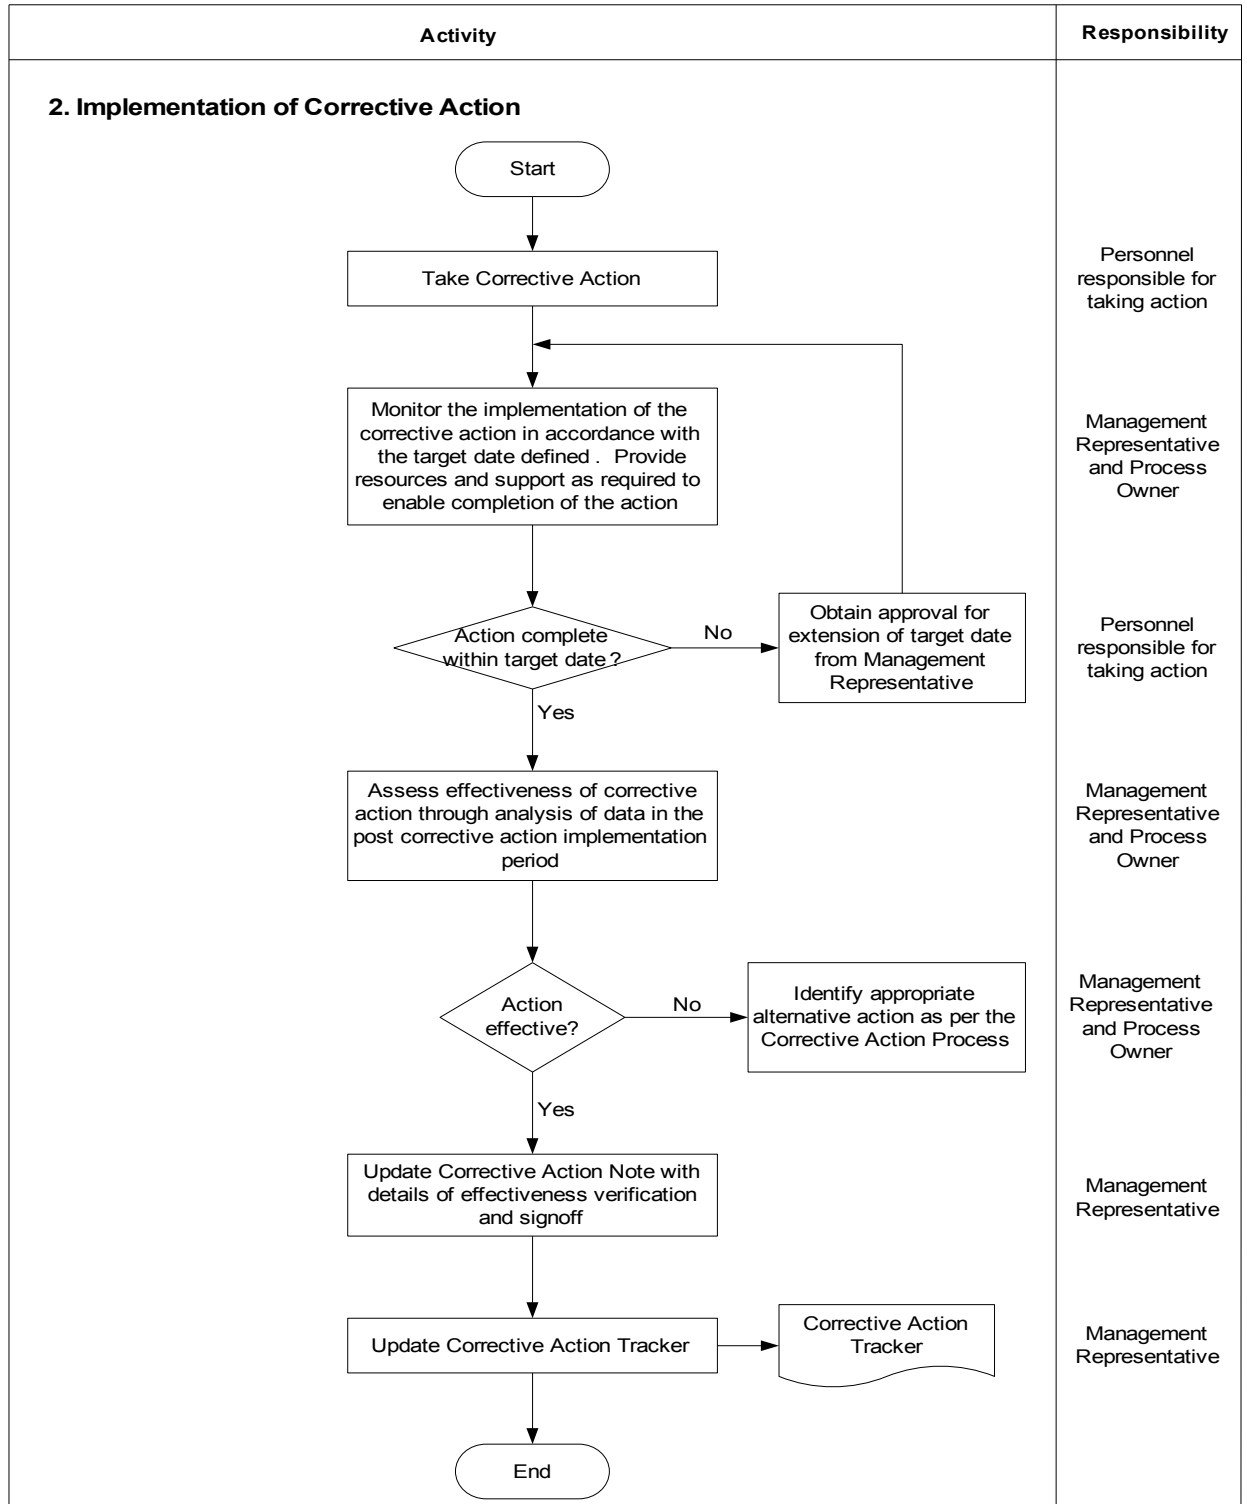 Activity
Responsibility
2. Implementation of Corrective Action
Start
Take Corrective Action
Personnel
responsible for
taking action
Monitor the implementation of the
corrective action in accordance with
the target date defined . Provide
resources and support as required to
enable completion of the action
Management
Representative
and Process
Owner
Action complete
within target date?
No
Obtain approval for
extension of target date
from Management
Representative
Personnel
responsible for
taking action
Yes
Assess effectiveness of corrective
action through analysis of data in the
post corrective action implementation
period
Management
Representative
and Process
Owner
Action
effective?
No
Identify appropriate
alternative action as per the
Corrective Action Process
Management
Representative
and Process
Owner
Yes
Update Corrective Action Note with
details of effectiveness verification
and signoff
Management
Representative
Update Corrective Action Tracker
Corrective Action
Tracker
Management
Representative
End